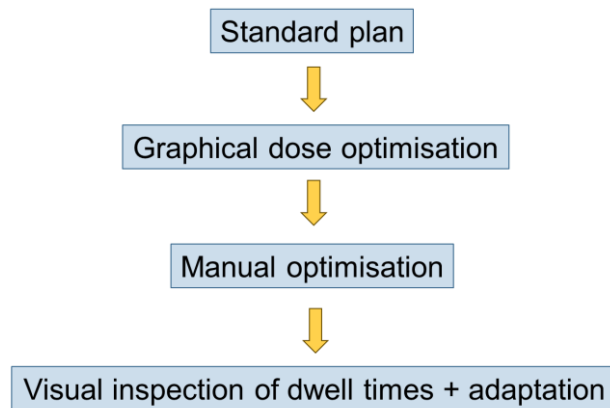 Standard plan
Graphical dose optimisation
Manual optimisation
Visual inspection of dwell times + adaptation